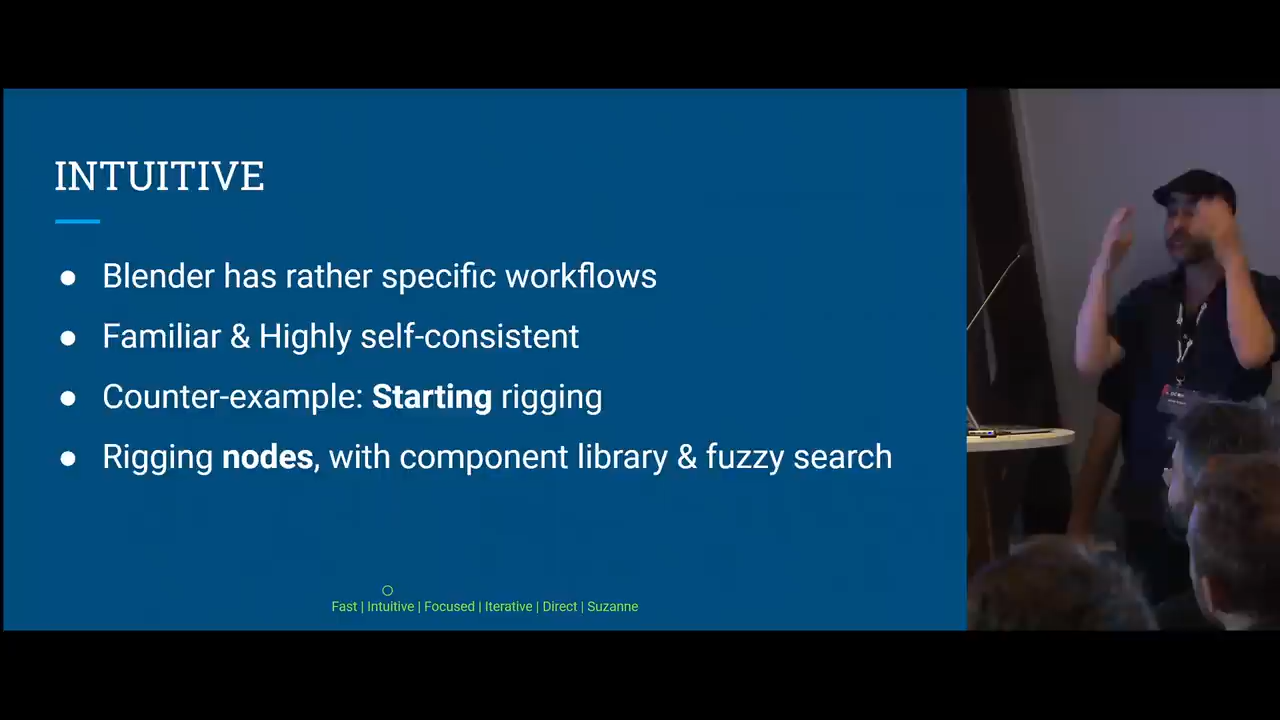 INTUITIVE
● Blender has rather specific workflows
● Familiar & Highly self-consistent
● Counter-example: Starting rigging
● Rigging nodes, with component library & fuzzy search
Fast | Intuitive | Focused | Iterative | Direct | Suzanne